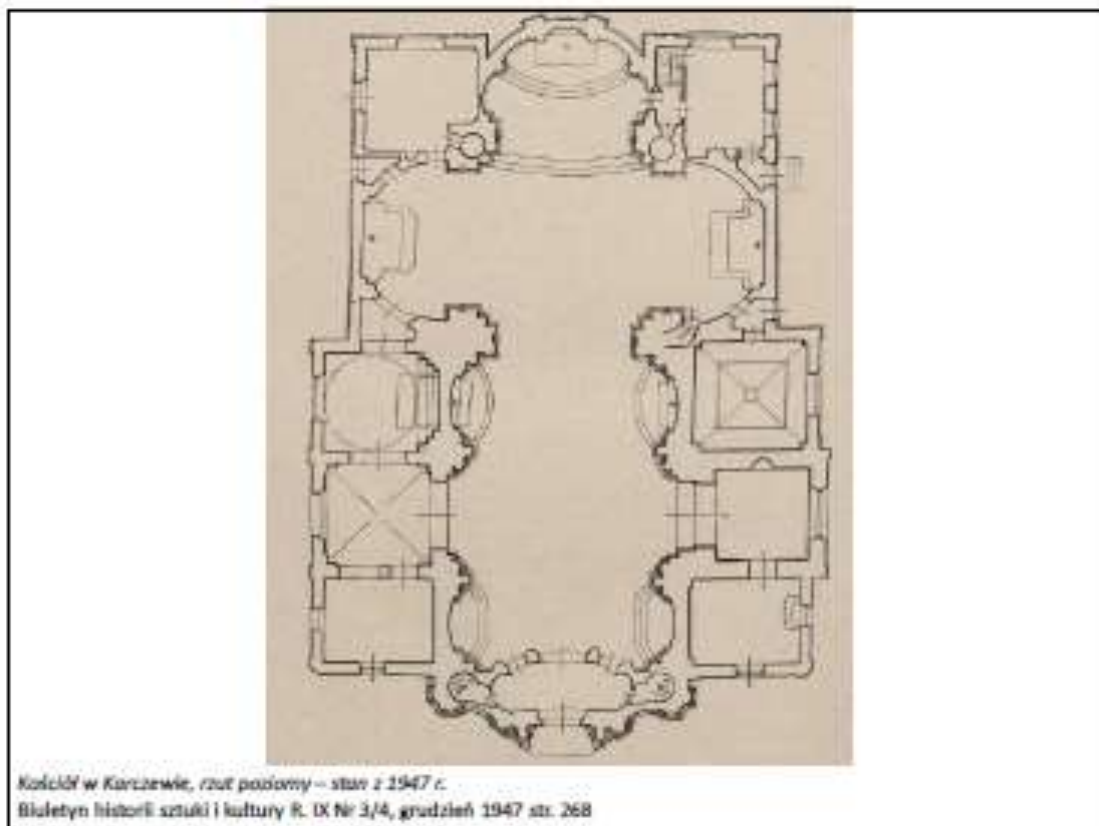 Kościół w Karczewie, rzut poziomy – stan z 1947 r.
Biuletyn historii sztuki i kultury R. IX Nr 3/4, grudzień 1947 str. 268